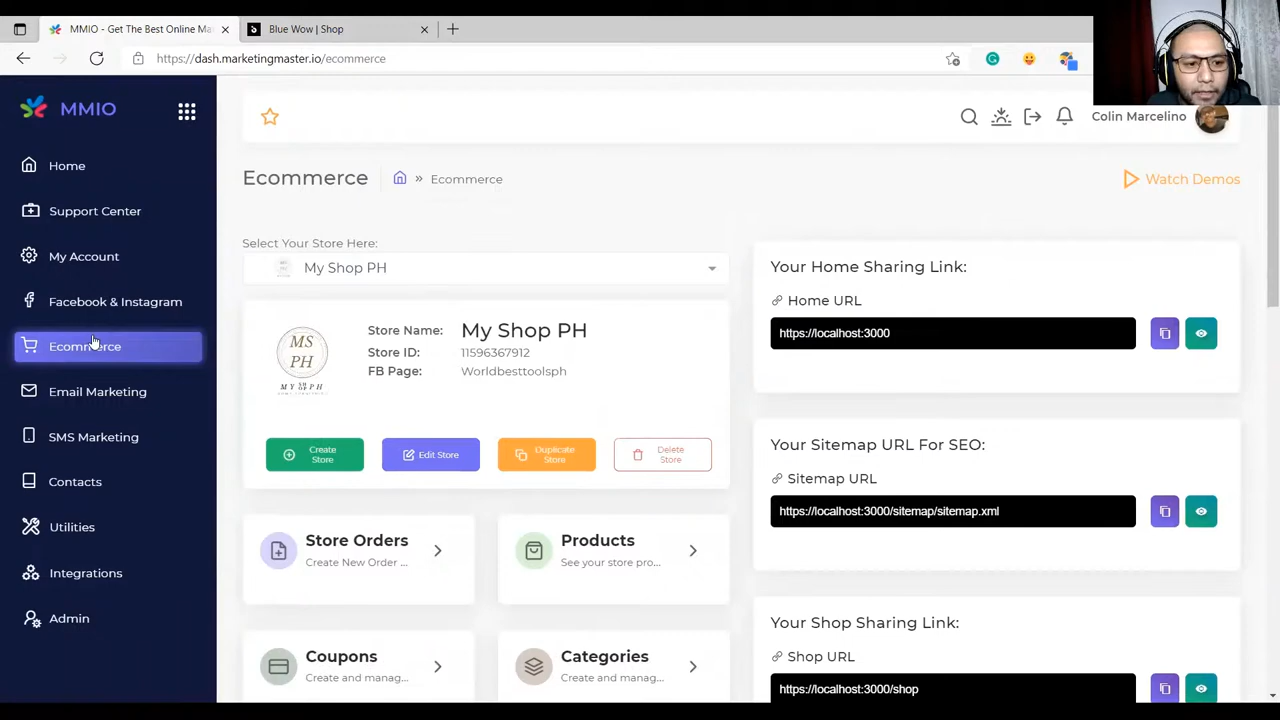 MMIO - Get The Best Online Ma
Blue Wow | Shop
https://dash.marketingmaster.io/ecommerce
MMIO
Colin Marcelino
Home
Support Center
My Account
Facebook & Instagram
Ecommerce
Email Marketing
SMS Marketing
Contacts
Utilities
Integrations
Admin
Ecommerce
» Ecommerce
Watch Demos
Select Your Store Here:
My Shop PH
MS
PH
Store Name: My Shop PH
Store ID: 11596367912
FB Page: Worldbesttoolsph
Create
Store
Edit Store
Duplicate
Store
Delete
Store
Store Orders
Create New Order ...
Products
See your store pro...
Coupons
Create and manag...
Categories
Create and manag...
Your Home Sharing Link:
Home URL
https://localhost:3000
Your Sitemap URL For SEO:
Sitemap URL
https://localhost:3000/sitemap/sitemap.xml
Your Shop Sharing Link:
Shop URL
https://localhost:3000/shop